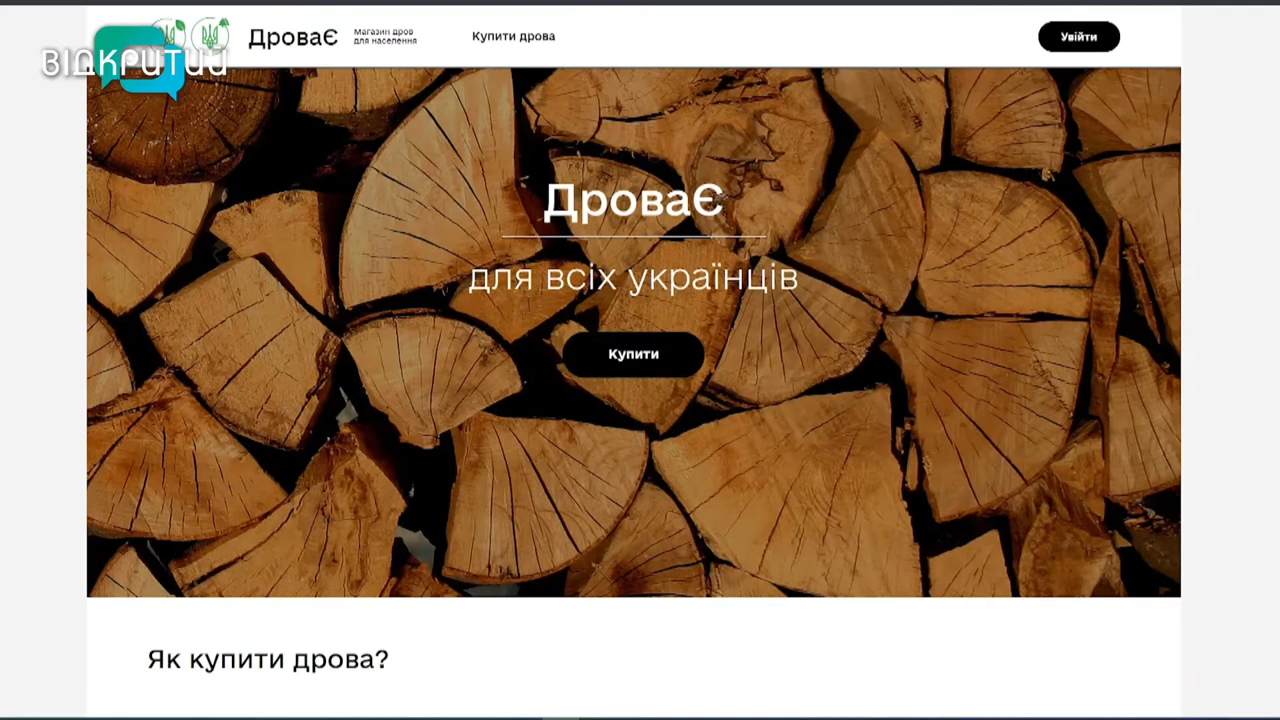 ВІДКРИТИЙ
ДроваЄ
Магазин дров
для населення
Купити дрова
Увійти
ДроваЄ
для всіх українців
Купити
Як купити дрова?